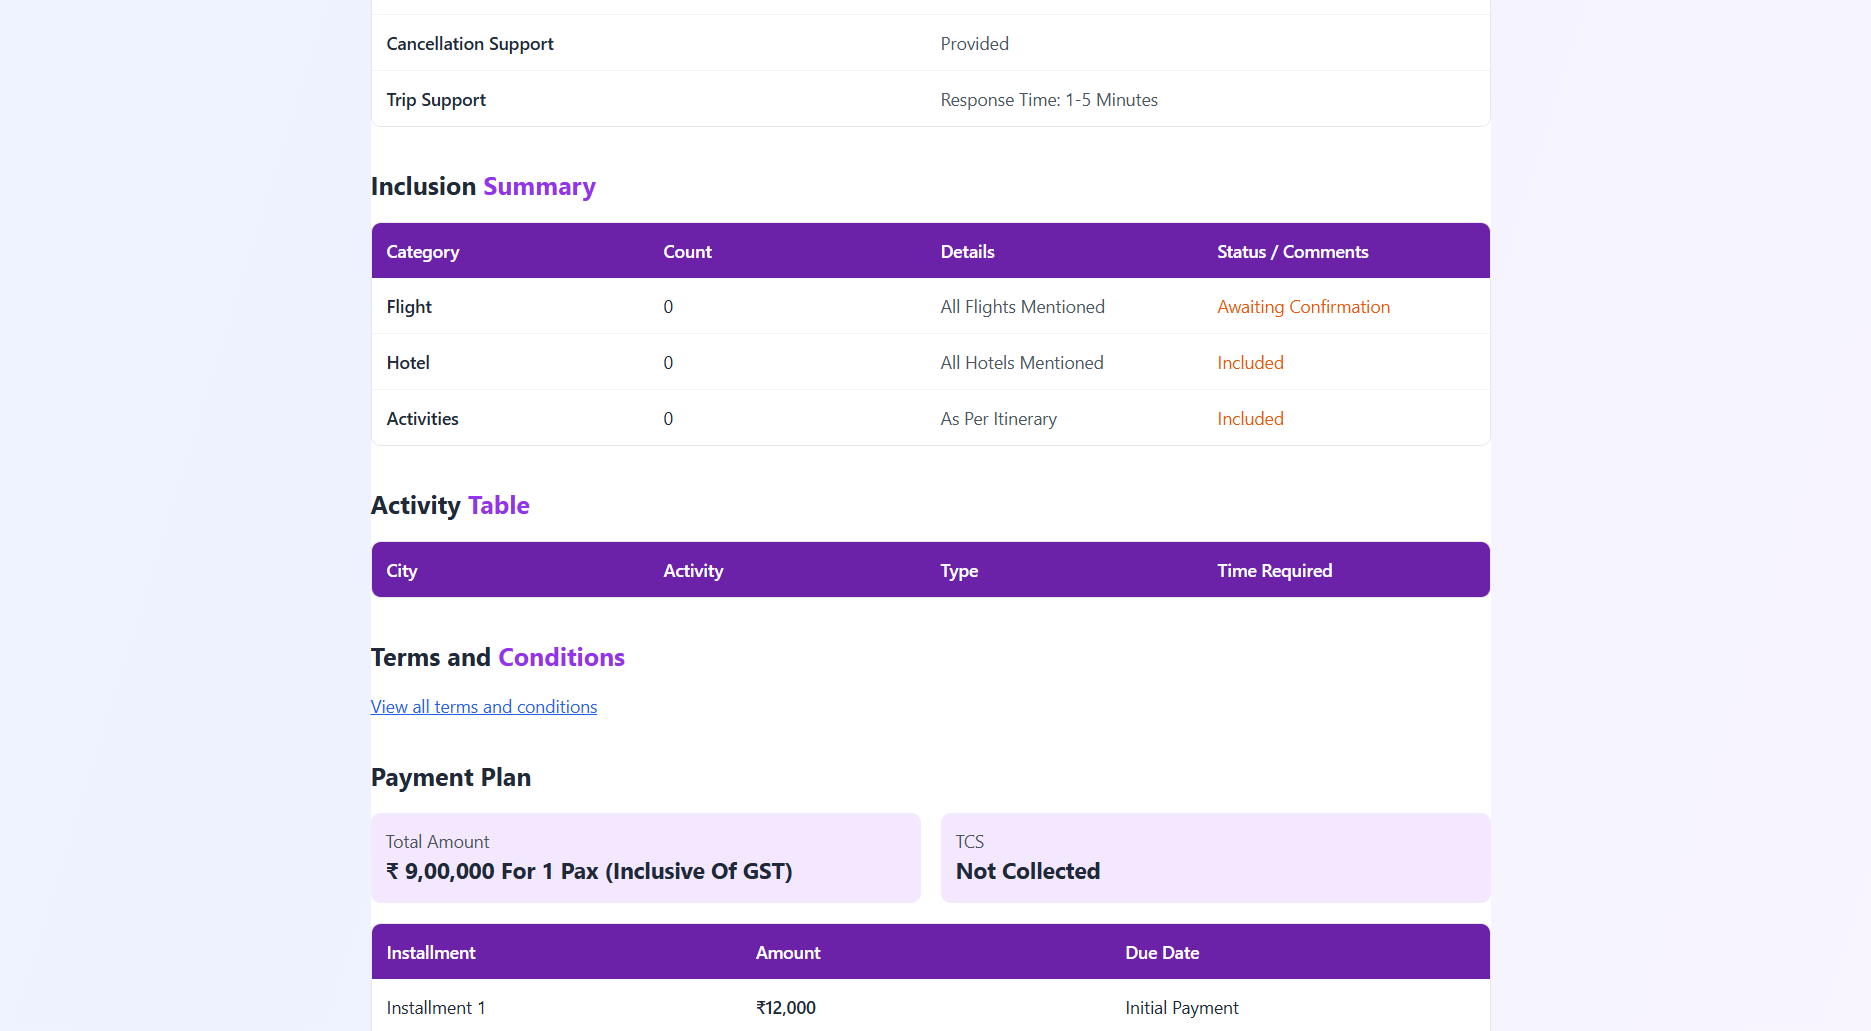 Cancellation Support Provided
Trip Support Response Time: 1-5 Minutes
Inclusion Summary
Category Count Details Status / Comments
Flight 0 All Flights Mentioned Awaiting Confirmation
Hotel 0 All Hotels Mentioned Included
Activities 0 As Per Itinerary Included
Activity Table
City Activity Type Time Required
Terms and Conditions
View all terms and conditions
Payment Plan
Total Amount
₹ 9,00,000 For 1 Pax (Inclusive Of GST)
TCS
Not Collected
Installment Amount Due Date
Installment 1 ₹12,000 Initial Payment